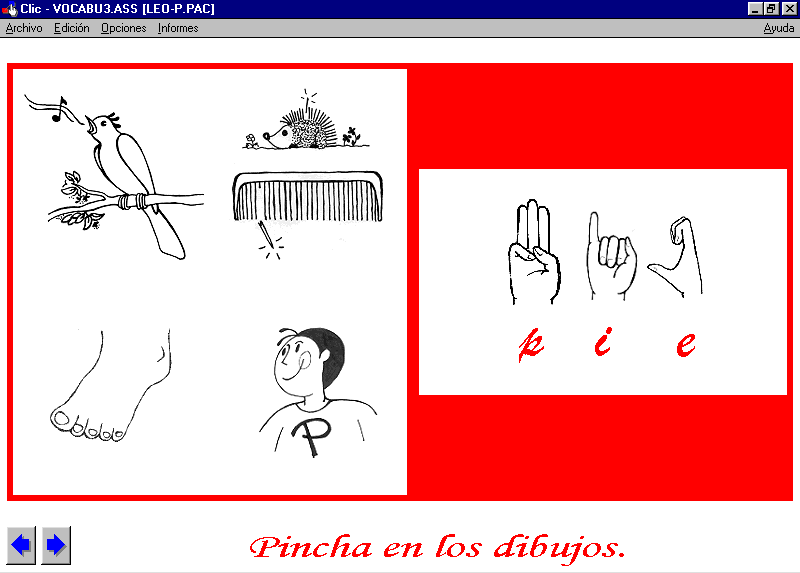 Clic - VOCABU3.ASS [LEO-P.PAC]
Archivo Edición Opciones Informes Ayuda
P
p i e
Pincha en los dibujos.